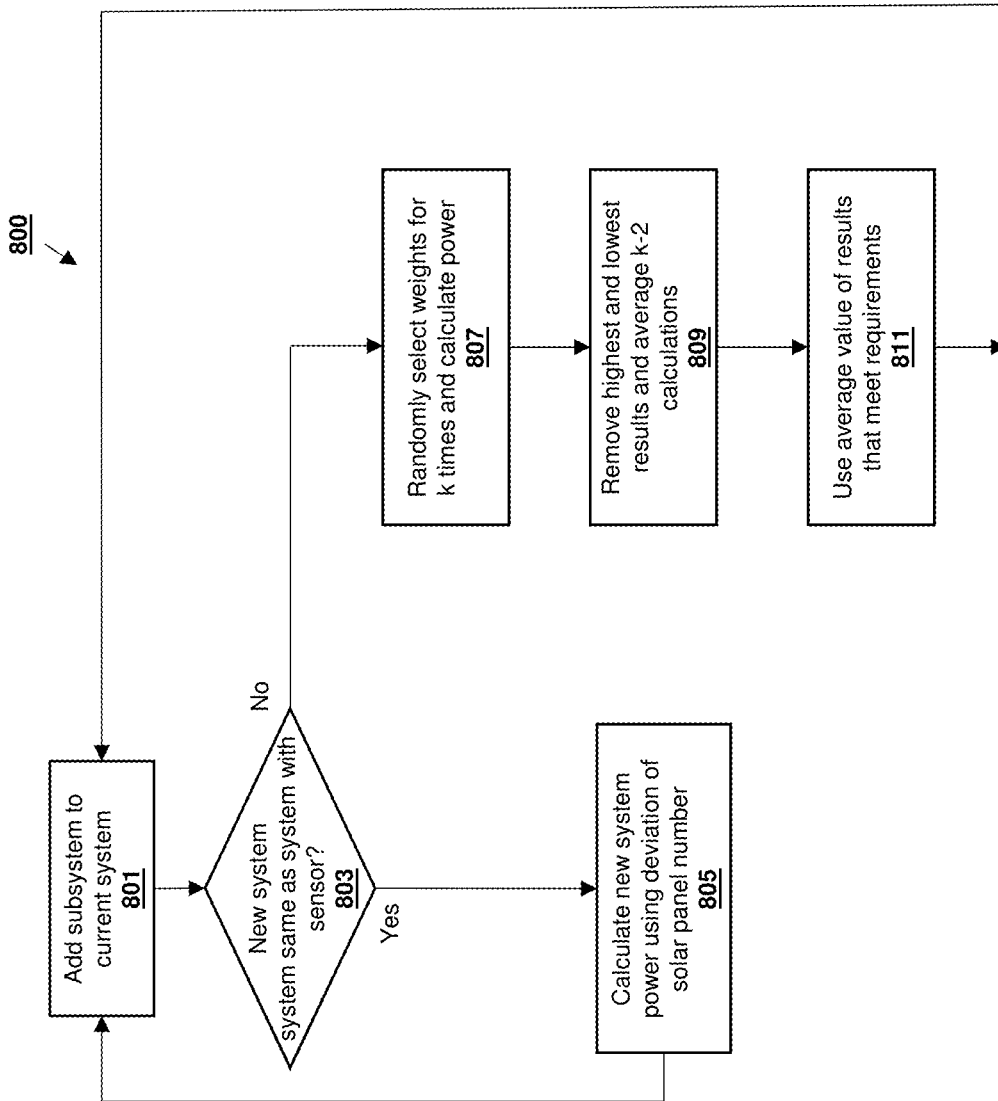 800
Add subsystem to
current system
801
New system
system same as system with
sensor?
803
No
Yes
Calculate new system
power using deviation of
solar panel number
805
Randomly select weights for
k times and calculate power
807
Remove highest and lowest
results and average k-2
calculations
809
Use average value of results
that meet requirements
811